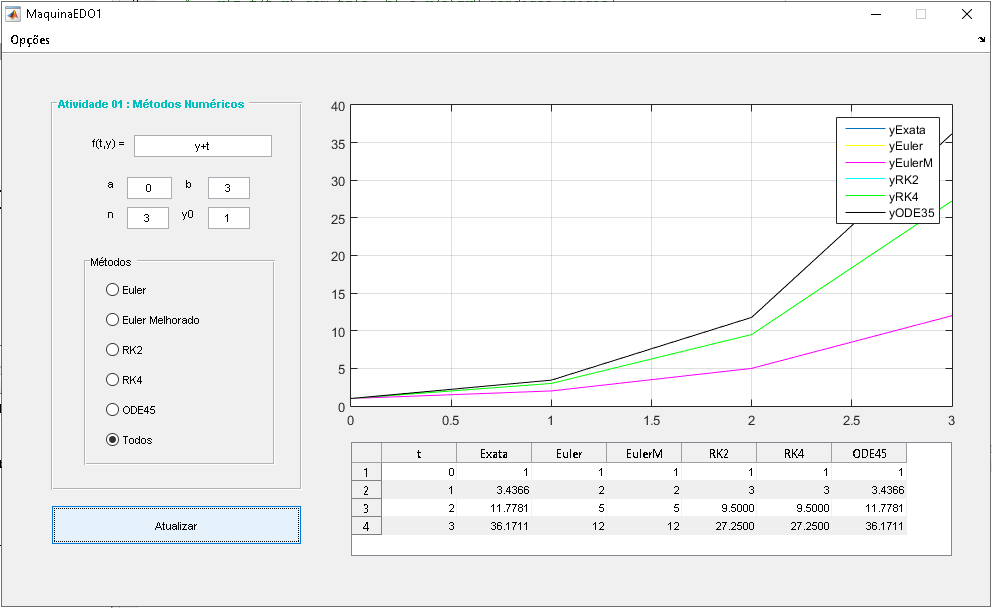 MaquinaEDO1
Opções
Atividade 01 : Métodos Numéricos
f(t,y) = y+t
a 0 b 3
n 3 y0 1
Métodos
Euler
Euler Melhorado
RK2
RK4
ODE45
Todos
Atualizar
40
35
30
25
20
15
10
5
0
0 0.5 1 1.5 2 2.5 3
yExata
yEuler
yEulerM
yRK2
yRK4
yODE35
t Exata Euler EulerM RK2 RK4 ODE45
1 0 1 1 1 1 1 1
2 1 3.4366 2 2 3 3 3.4366
3 2 11.7781 5 5 9.5000 9.5000 11.7781
4 3 36.1711 12 12 27.2500 27.2500 36.1711